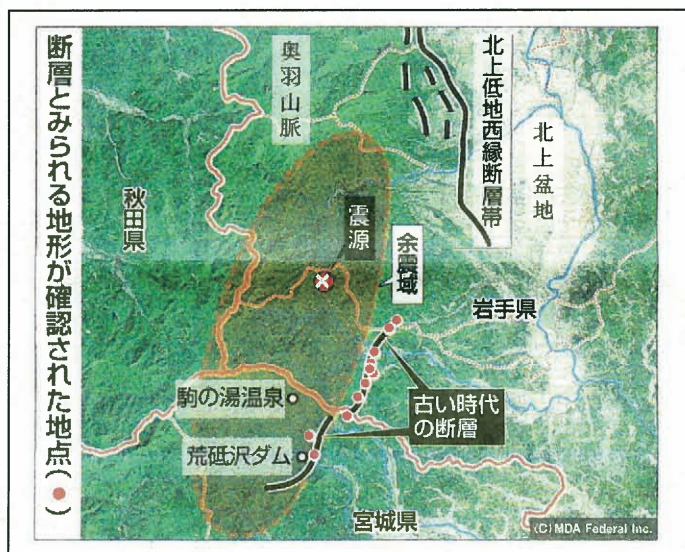 断層とみられる地形が確認された地点(●)
奥羽山脈
北上低地西縁断層帯
北上盆地
秋田県
震源
余震域
岩手県
駒の湯温泉
古い時代
の断層
荒砥沢ダム
宮城県
(C)MDA Federal Inc.